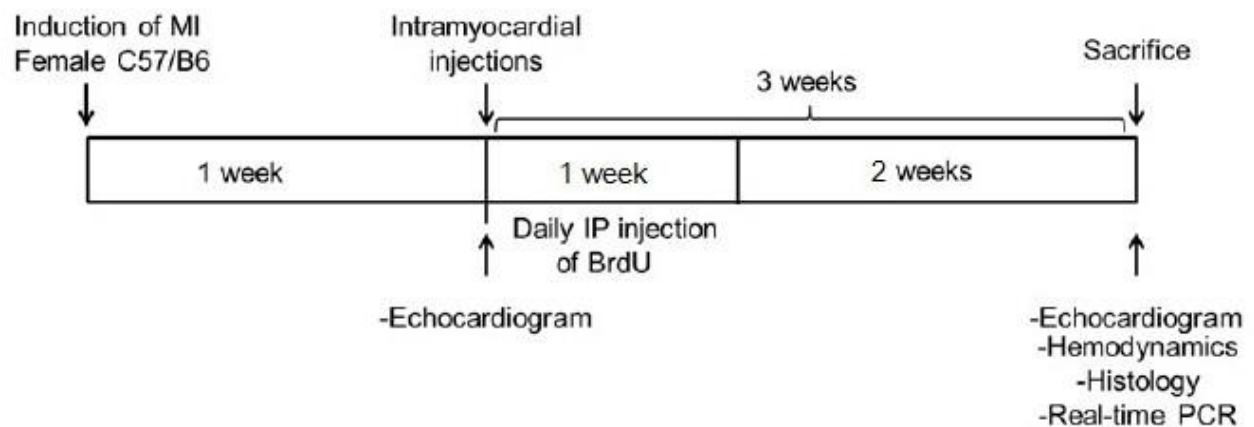 Induction of MI
Female C57/B6
Intramyocardial
injections
Sacrifice
3 weeks
1 week
1 week
2 weeks
Daily IP injection
of BrdU
-Echocardiogram
-Echocardiogram
-Hemodynamics
-Histology
-Real-time PCR